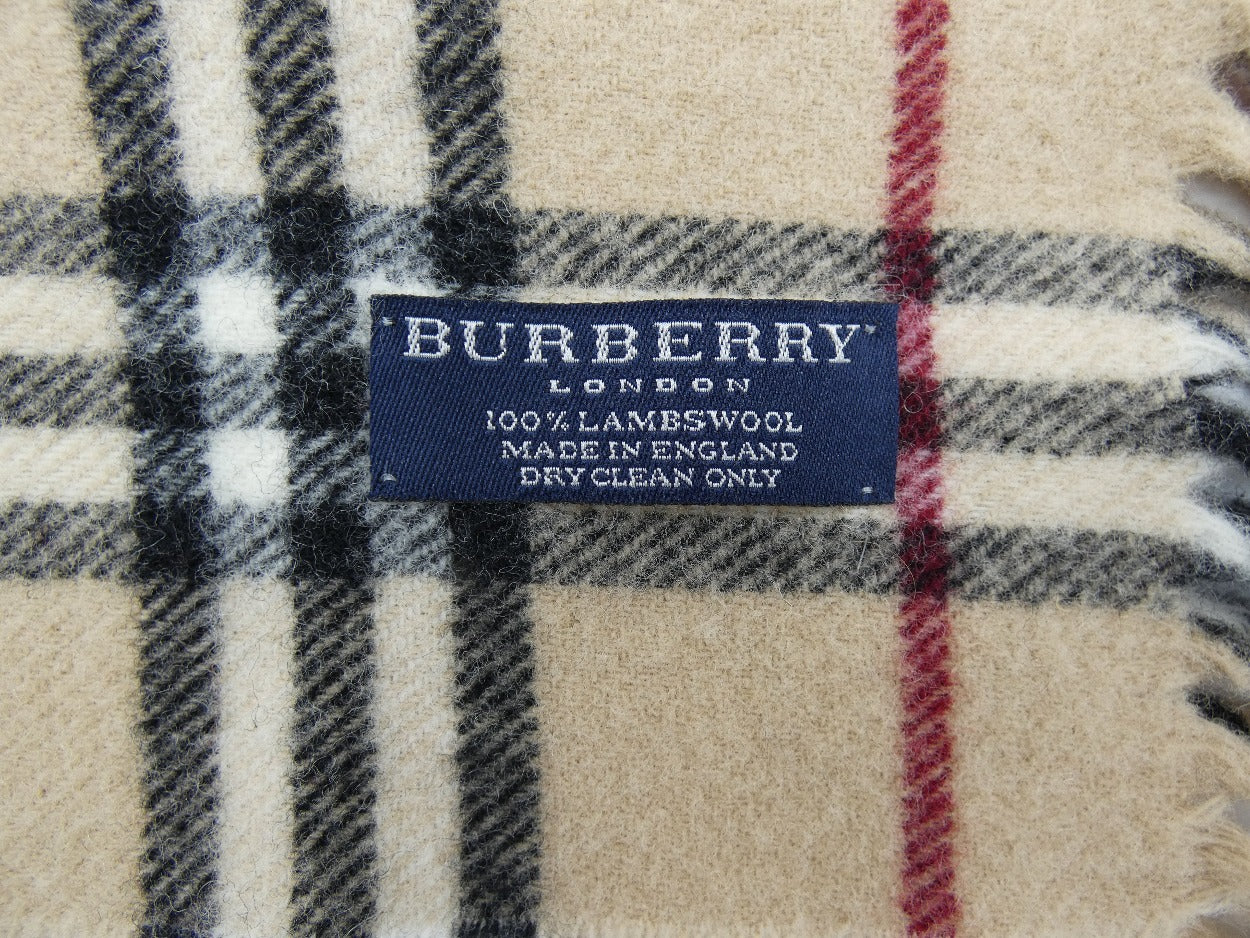 BURBERRY
LONDON
100% LAMBSWOOL
MADE IN ENGLAND
DRY CLEAN ONLY